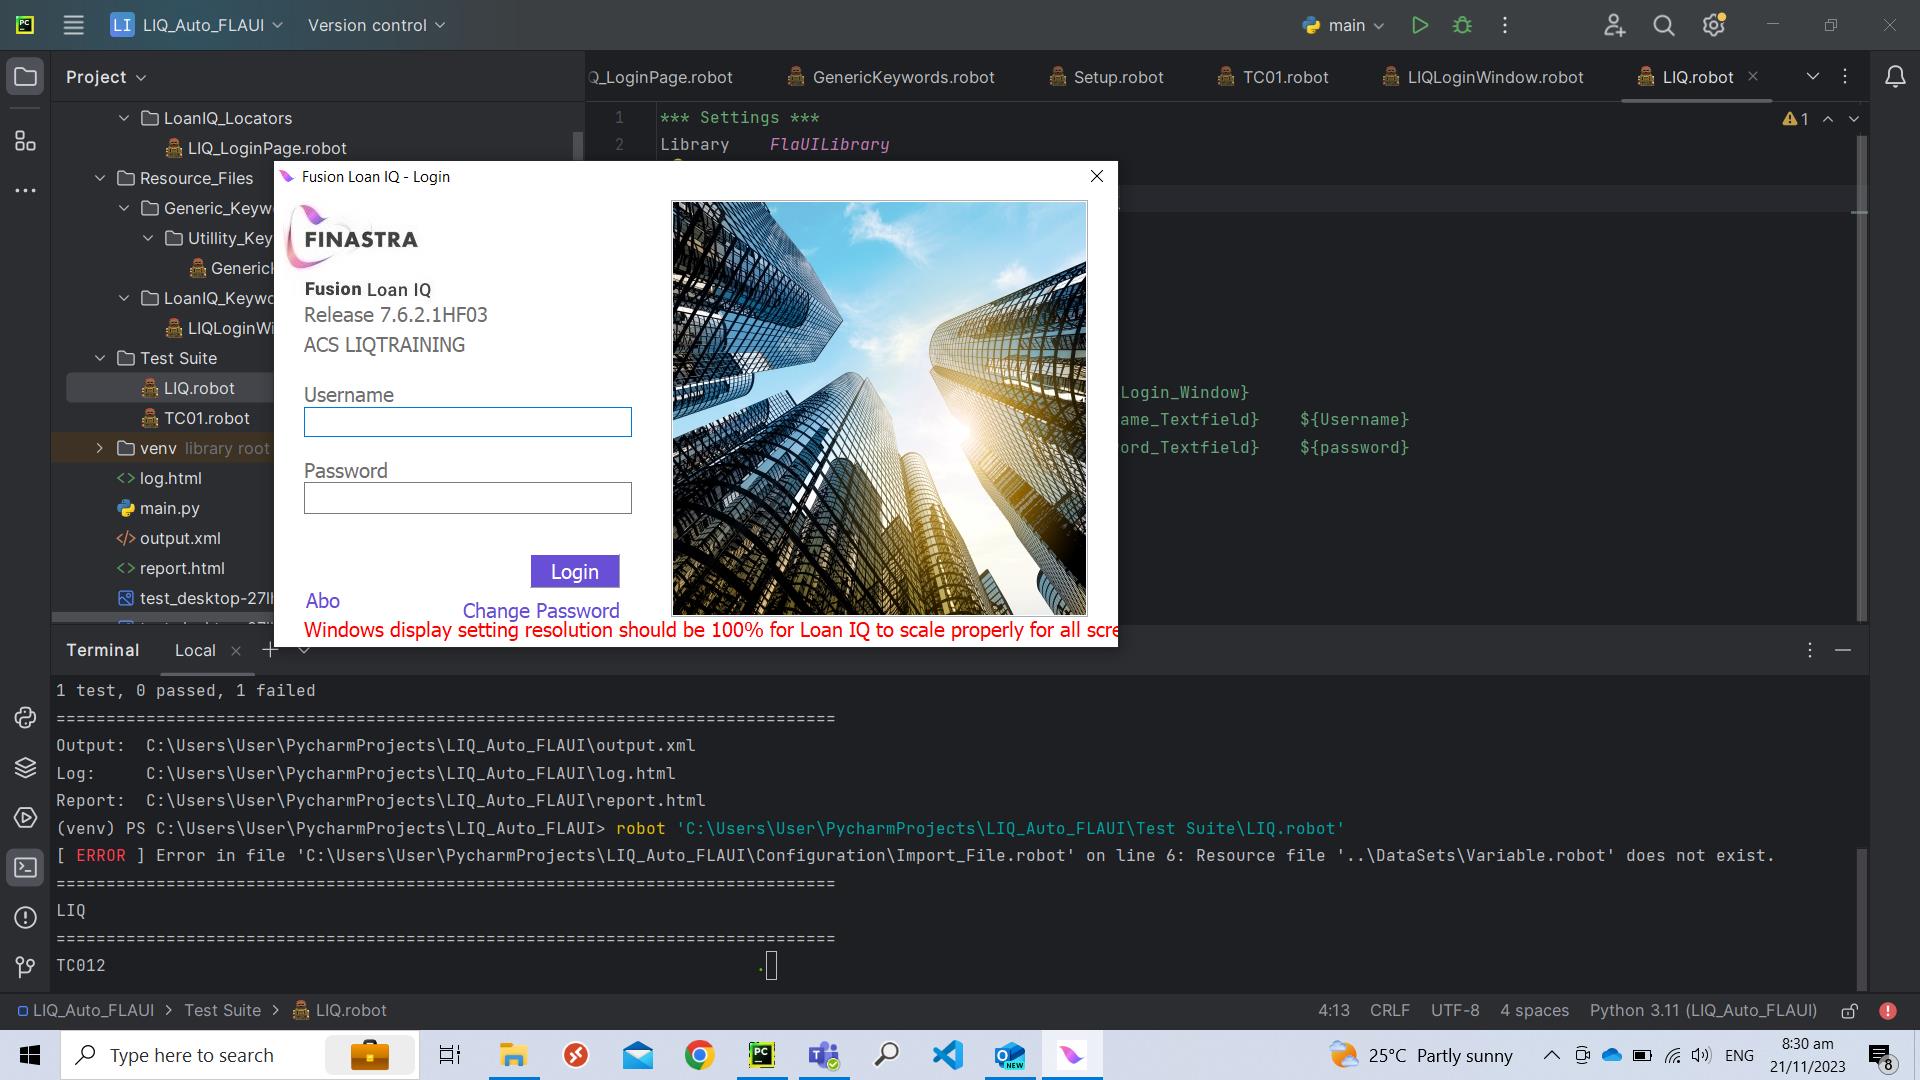 LI LIQ_Auto_FLAUI Version control main
Project
Q_LoginPage.robot GenericKeywords.robot Setup.robot TC01.robot LIQLoginWindow.robot LIQ.robot
LoanIQ_Locators
LIQ_LoginPage.robot
Resource_Files
Generic_Keyw
Utillity_Key
Generic
LoanIQ_Keywo
LIQLoginWi
Test Suite
LIQ.robot
TC01.robot
venv library root
log.html
main.py
output.xml
report.html
test_desktop-27lh
1 *** Settings *** 1
2 Library FlaUILibrary
Login_Window}
ame_Textfield} ${Username}
ord_Textfield} ${password}
Fusion Loan IQ - Login
FINASTRA
Fusion Loan IQ
Release 7.6.2.1HF03
ACS LIQTRAINING
Username
Password
Login
Abo
Change Password
Windows display setting resolution should be 100% for Loan IQ to scale properly for all scre
Terminal Local
1 test, 0 passed, 1 failed
==============================================================================
Output: C:\Users\User\PycharmProjects\LIQ_Auto_FLAUI\output.xml
Log: C:\Users\User\PycharmProjects\LIQ_Auto_FLAUI\log.html
Report: C:\Users\User\PycharmProjects\LIQ_Auto_FLAUI\report.html
(venv) PS C:\Users\User\PycharmProjects\LIQ_Auto_FLAUI> robot 'C:\Users\User\PycharmProjects\LIQ_Auto_FLAUI\Test Suite\LIQ.robot'
[ ERROR ] Error in file 'C:\Users\User\PycharmProjects\LIQ_Auto_FLAUI\Configuration\Import_File.robot' on line 6: Resource file '..\DataSets\Variable.robot' does not exist.
==============================================================================
LIQ
==============================================================================
TC012 .
LIQ_Auto_FLAUI > Test Suite > LIQ.robot 4:13 CRLF UTF-8 4 spaces Python 3.11 (LIQ_Auto_FLAUI)
Type here to search 25°C Partly sunny ENG 8:30 am
21/11/2023 8